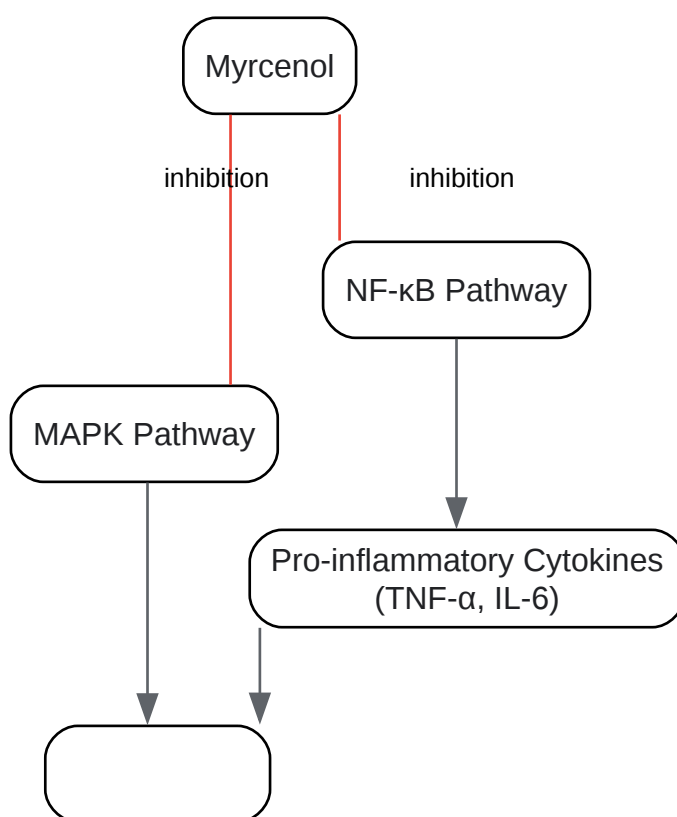 Myrcenol
inhibition
inhibition
NF-κB Pathway
MAPK Pathway
Pro-inflammatory Cytokines
(TNF-α, IL-6)